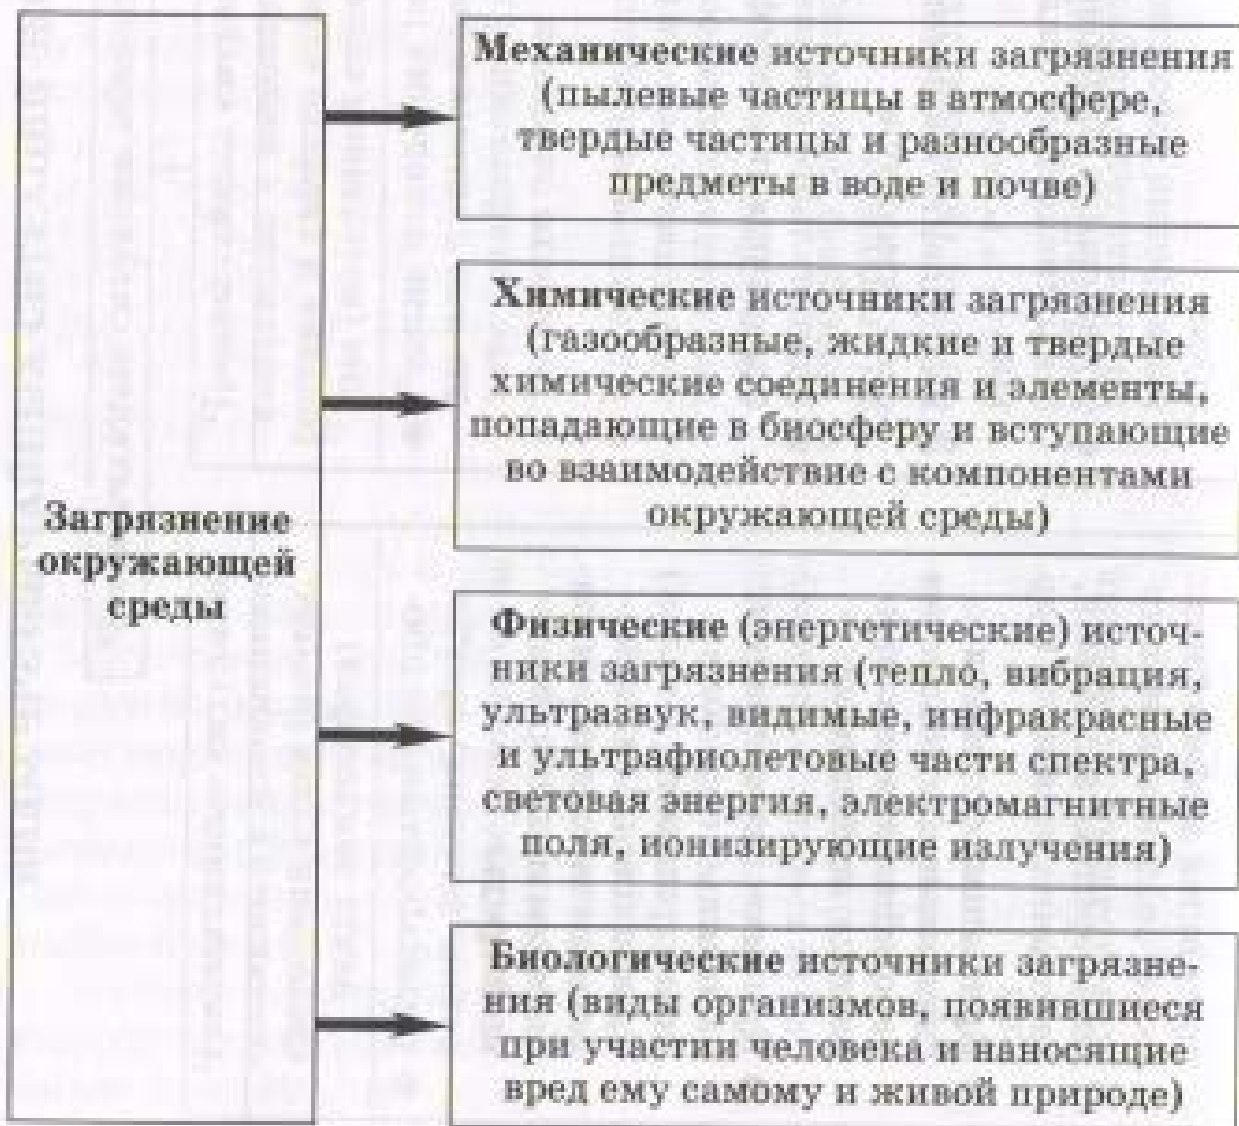 Механические источники загрязнения
(пылевые частицы в атмосфере,
твердые частицы и разнообразные
предметы в воде и почве)
Химические источники загрязнения
(газообразные, жидкие и твердые
химические соединения и элементы,
попадающие в биосферу и вступающие
во взаимодействие с компонентами
окружающей среды)
Загрязнение
окружающей
среды
Физические (энергетические) источ-
ники загрязнения (тепло, вибрация,
ультразвук, видимые, инфракрасные
и ультрафиолетовые части спектра,
световая энергия, электромагнитные
поля, ионизирующие излучения)
Биологические источники загрязне-
ния (виды организмов, появившиеся
при участии человека и наносящие
вред ему самому и живой природе)